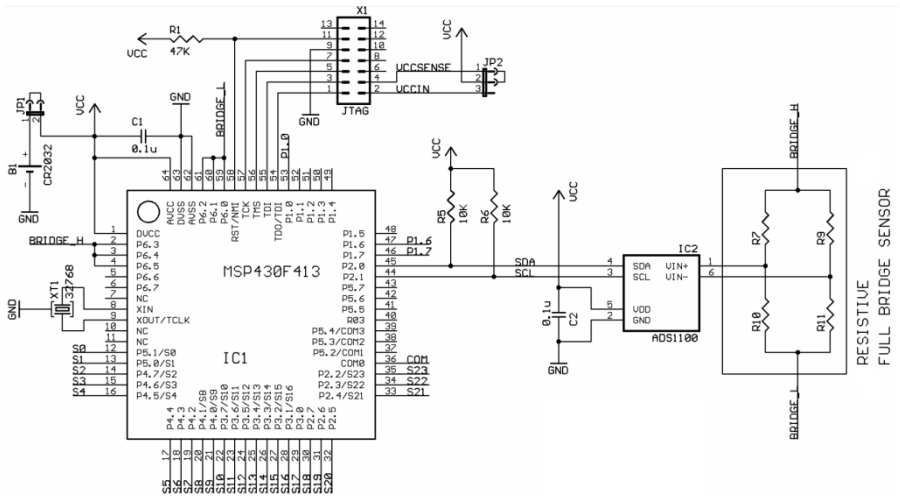 X1
13 14
11 12
9 10
7 8
5 6
3 4
1 2
JTAG
R1
47K
VCC
GND
VCC
VCCSENSE
VCCIN
1
2
3
JP2
JP1
1 2
VCC
GND
C1
0.1u
BRIDGE_L
P1.0
B1
+
-
CR2032
GND
64 63 62 61 60 59 58 57 56 55 54 53 52 51 50 49
AVCC DVSS AVSS P6.2 P6.1 P6.0 RST/NMI TCK TMS TDI TDO/TDI P1.0 P1.1 P1.2 P1.3 P1.4
1 DVCC
BRIDGE_H 2 P6.3
3 P6.4
4 P6.5
5 P6.6
6 P6.7
7 NC
8 XIN
9 XOUT/TCLK
10 NC
11 NC
S0 12 P5.1/S0
S1 13 P5.0/S1
S2 14 P4.7/S2
S3 15 P4.6/S3
S4 16 P4.5/S4
XT1
32768
GND
MSP430F413
IC1
P1.5 48
P1.6 47 P1.6
P1.7 46 P1.7
P2.0 45
P2.1 44
P5.7 43
P5.6 42
P5.5 41
R03 40
P5.4/COM3 39
P5.3/COM2 38
P5.2/COM1 37
COM0 36 COM
P2.2/S23 35 S23
P2.3/S22 34 S22
P2.4/S21 33 S21
P4.4 P4.3 P4.2 P4.1/S8 P4.0/S9 P3.7/S10 P3.6/S11 P3.5/S12 P3.4/S13 P3.3/S14 P3.2/S15 P3.1/S16 P3.0 P2.7 P2.6 P2.5
17 18 19 20 21 22 23 24 25 26 27 28 29 30 31 32
S5 S6 S7 S8 S9 S10 S11 S12 S13 S14 S15 S16 S17 S18 S19 S20
VCC
R5
10K
R6
10K
SDA
SCL
VCC
0.1u
C2
GND
IC2
4 SDA VIN+ 1
3 SCL VIN- 6
5 VDD
2 GND
ADS1100
BRIDGE_H
R7
R9
R10
R11
BRIDGE_L
RESISTIVE
FULL BRIDGE SENSOR